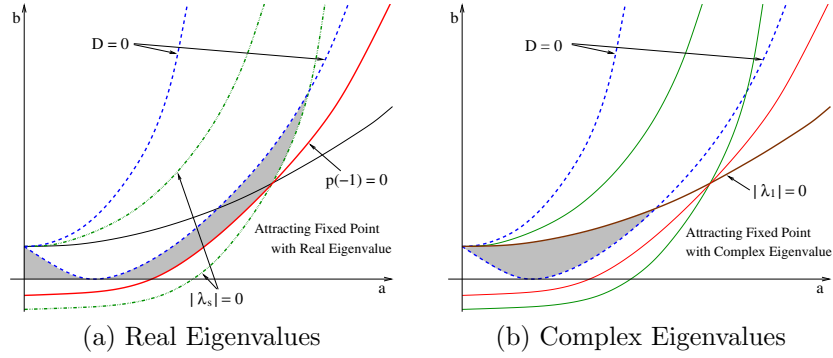 b
D = 0
p(−1) = 0
Attracting Fixed Point
with Real Eigenvalue
|λs| = 0
a
(a) Real Eigenvalues
b
D = 0
|λ1| = 0
Attracting Fixed Point
with Complex Eigenvalue
a
(b) Complex Eigenvalues